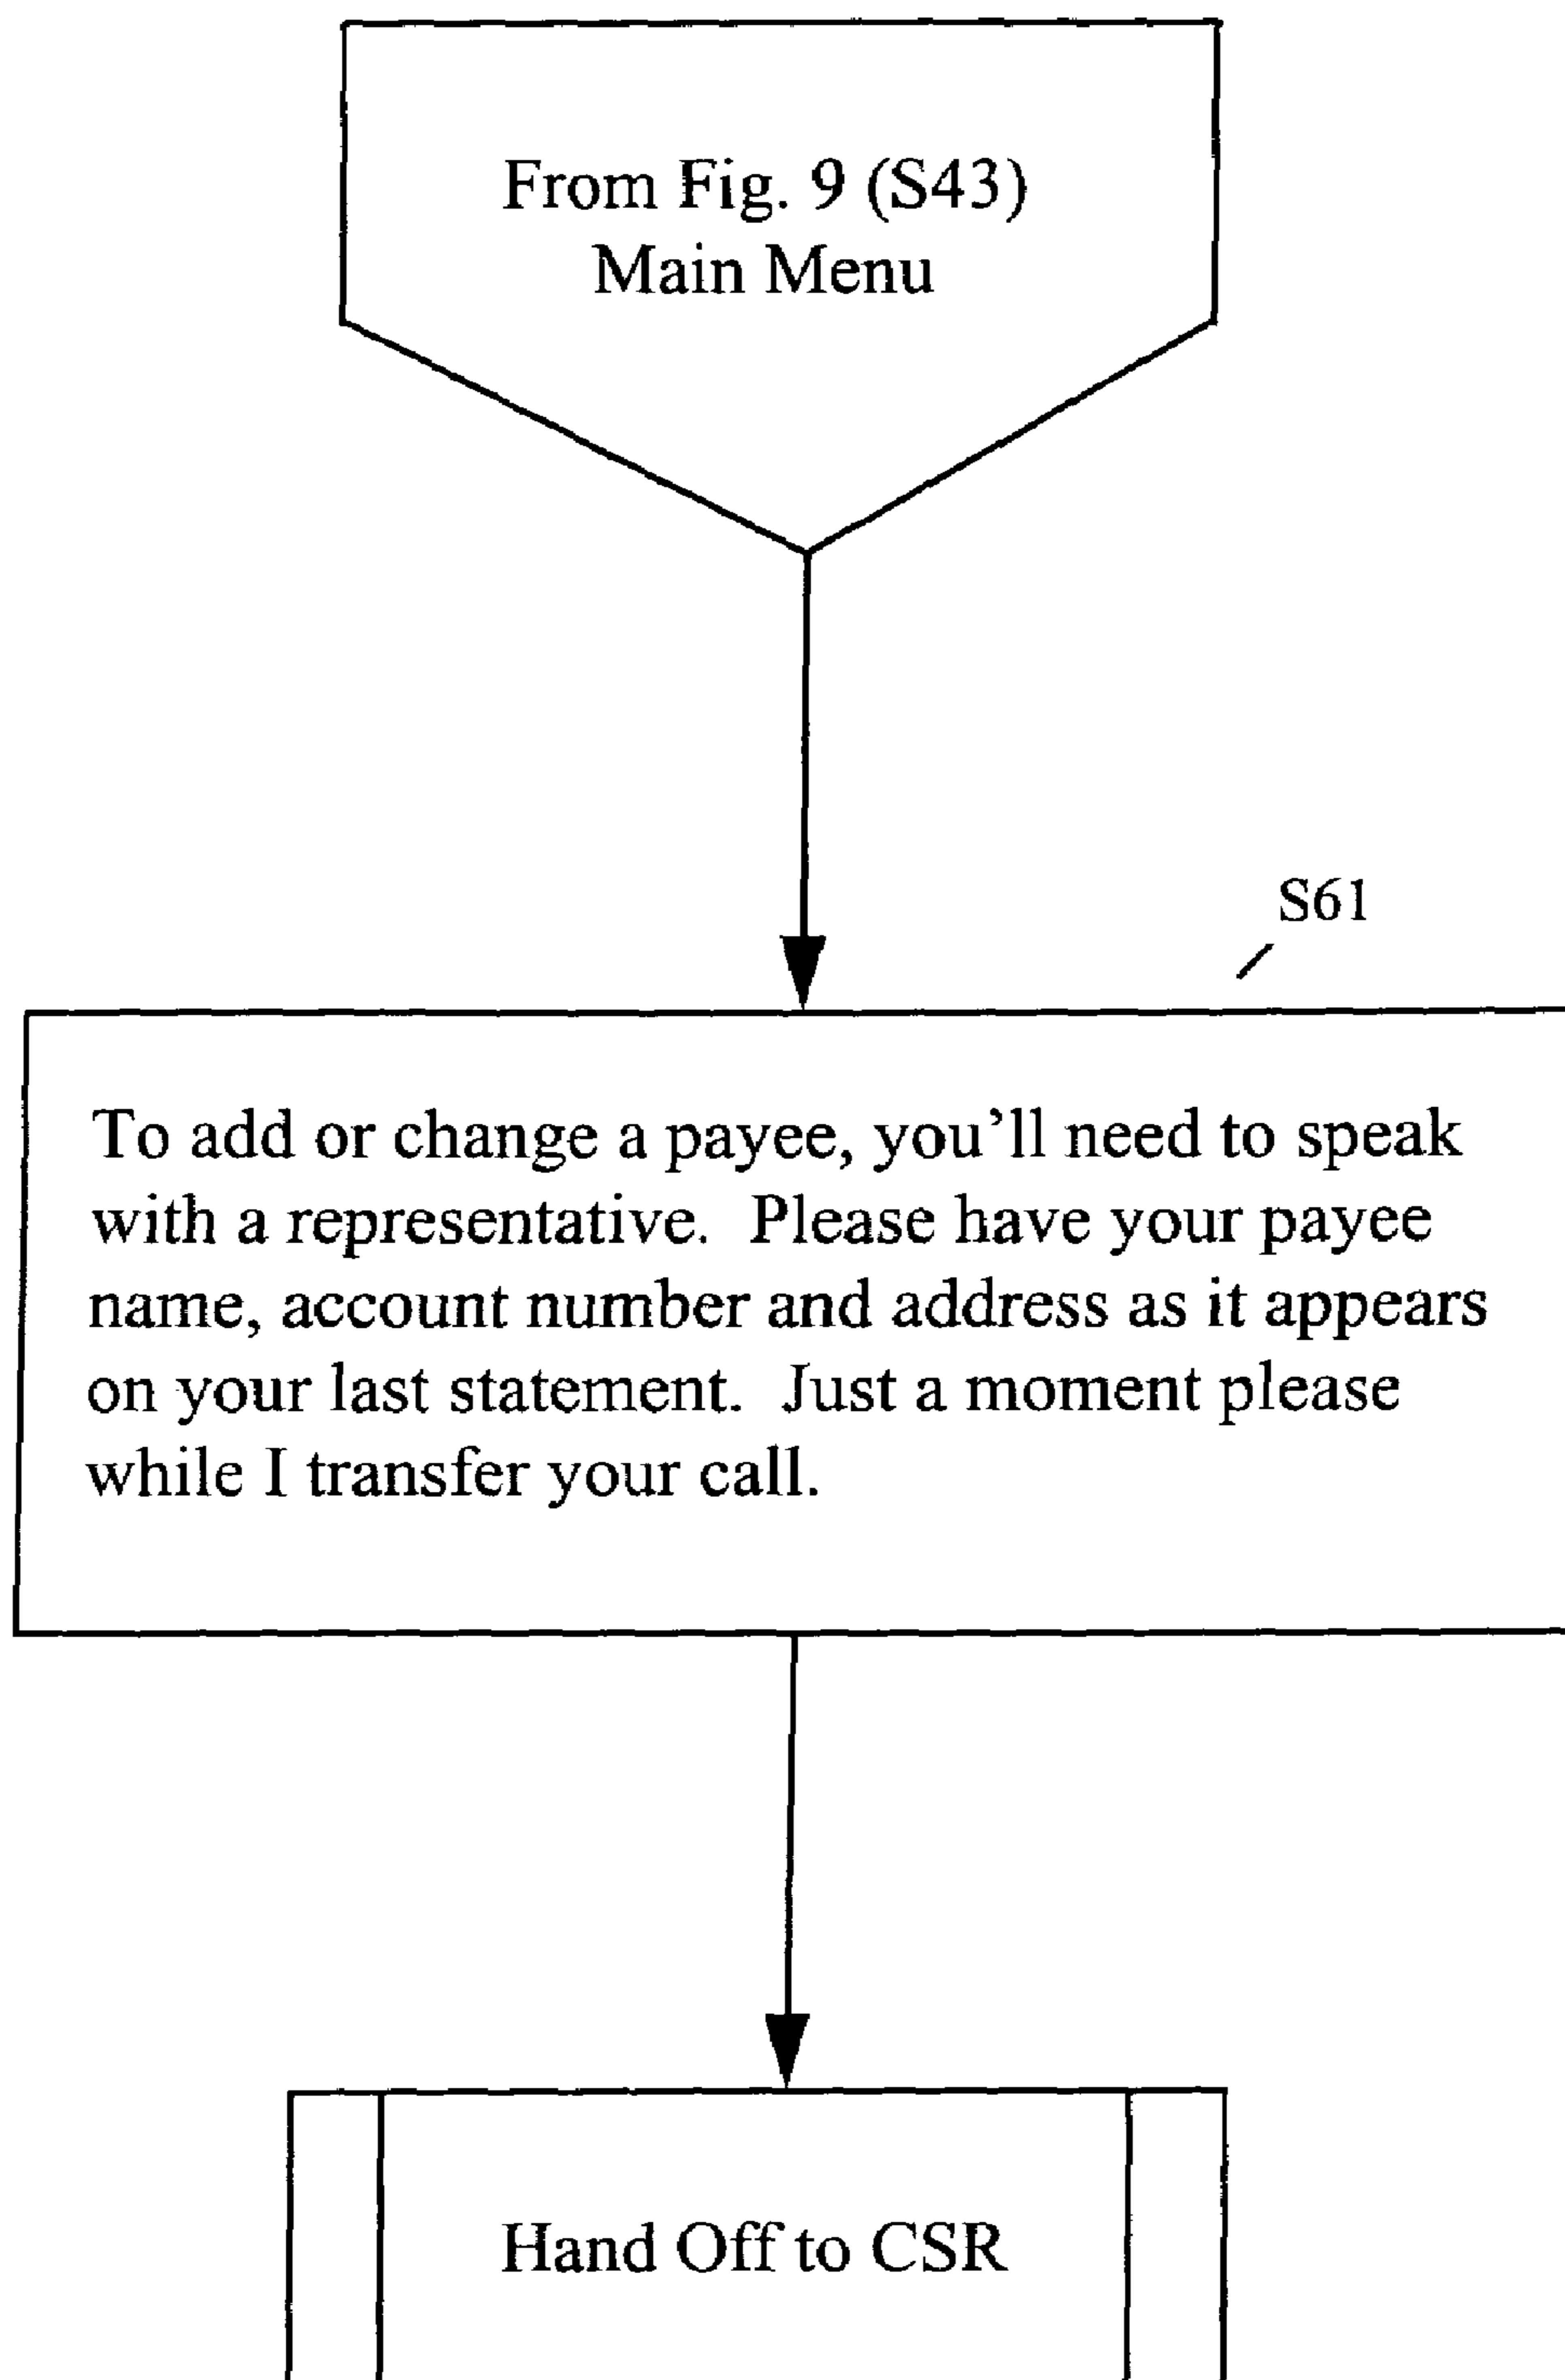 From Fig. 9 (S43)
Main Menu
S61
To add or change a payee, you’ll need to speak
with a representative.  Please have your payee
name, account number and address as it appears
on your last statement.  Just a moment please
while I transfer your call.
Hand Off to CSR